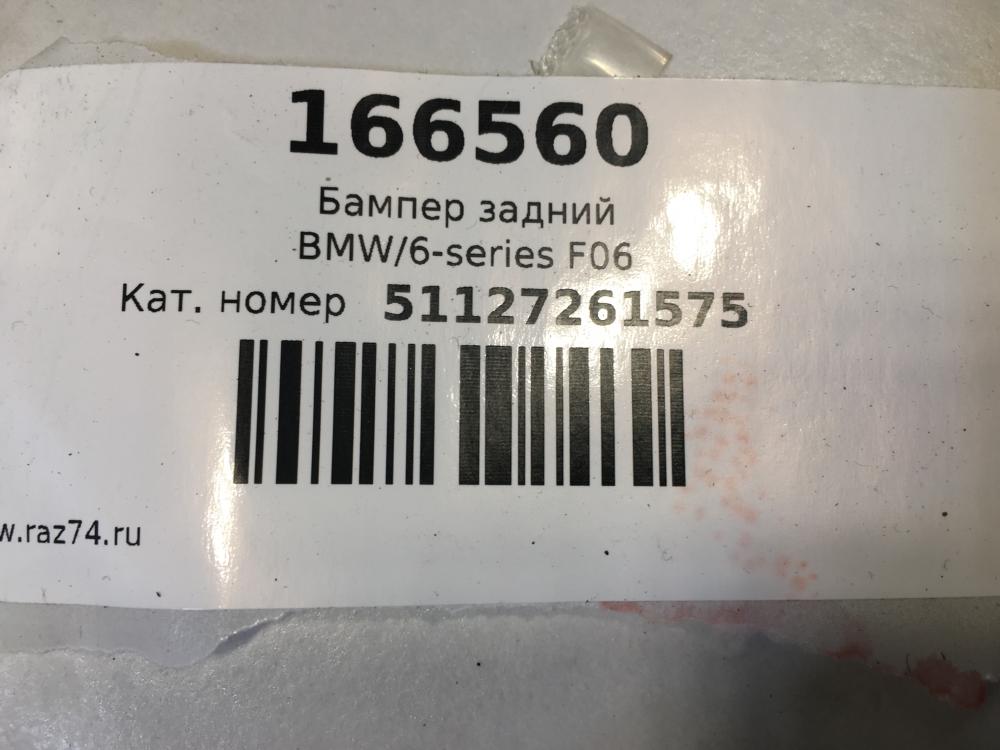 166560
Бампер задний
BMW/6-series F06
Кат. номер 51127261575
w.raz74.ru